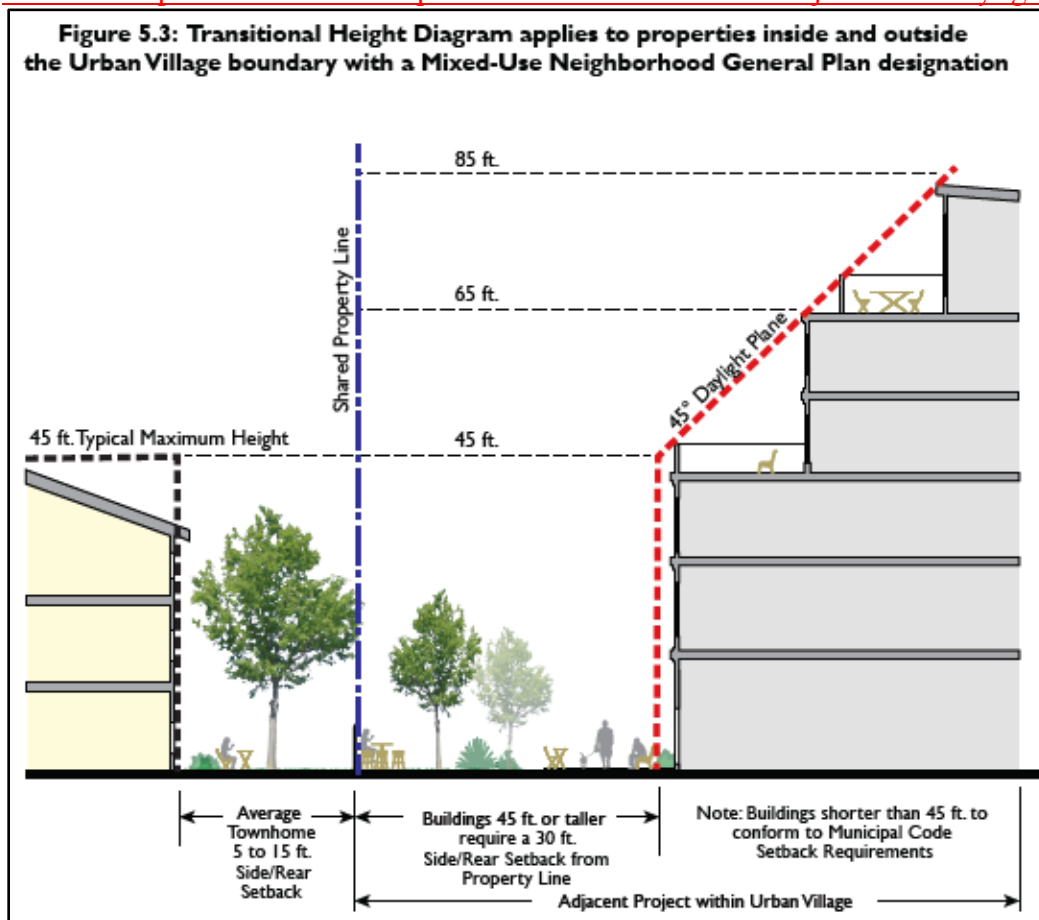 Figure 5.3: Transitional Height Diagram applies to properties inside and outside
the Urban Village boundary with a Mixed-Use Neighborhood General Plan designation
85 ft.
Shared Property Line
65 ft.
45° Daylight Plane
45 ft. Typical Maximum Height
45 ft.
Average
Townhome
5 to 15 ft.
Side/Rear
Setback
Buildings 45 ft. or taller
require a 30 ft.
Side/Rear Setback from
Property Line
Note: Buildings shorter than 45 ft. to
conform to Municipal Code
Setback Requirements
Adjacent Project within Urban Village